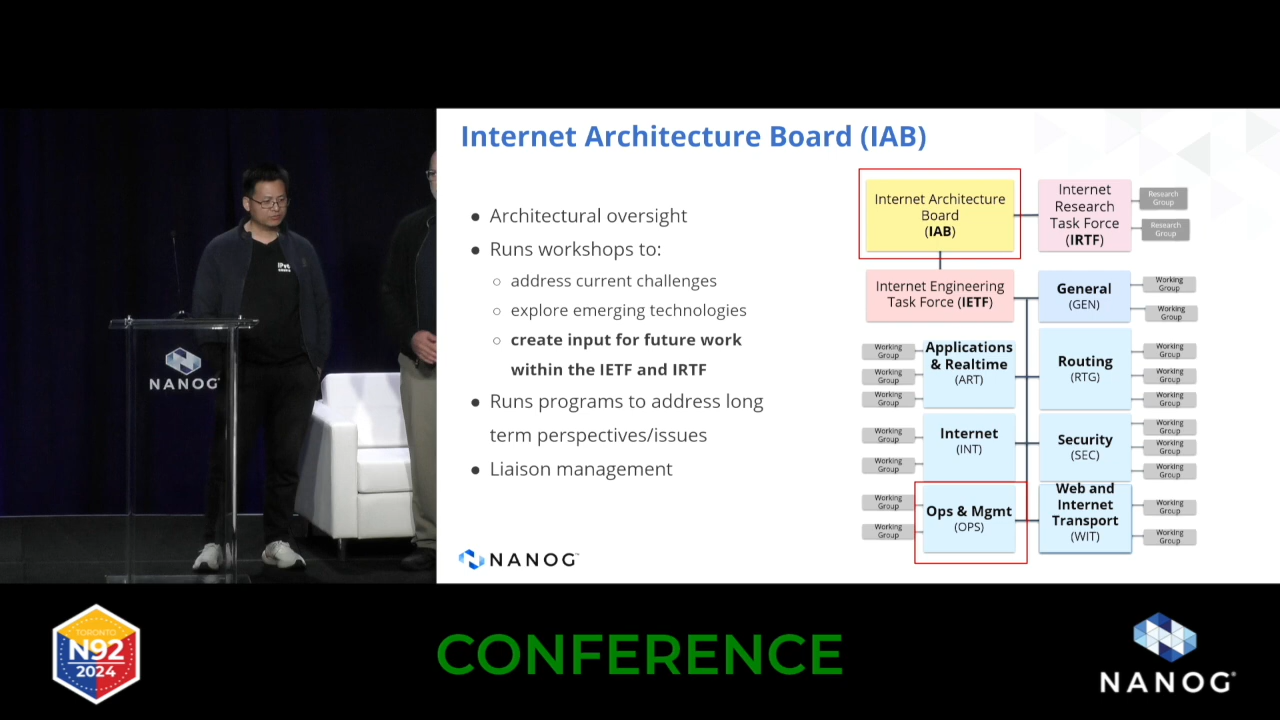 Internet Architecture Board (IAB)
● Architectural oversight
● Runs workshops to:
○ address current challenges
○ explore emerging technologies
○ create input for future work
within the IETF and IRTF
● Runs programs to address long
term perspectives/issues
● Liaison management
NANOG™
Internet Architecture
Board
(IAB)
Internet
Research
Task Force
(IRTF)
Research
Group
Research
Group
Internet Engineering
Task Force (IETF)
General
(GEN)
Working
Group
Working
Group
Working
Group
Working
Group
Working
Group
Applications
& Realtime
(ART)
Routing
(RTG)
Working
Group
Working
Group
Working
Group
Working
Group
Working
Group
Internet
(INT)
Security
(SEC)
Working
Group
Working
Group
Working
Group
Working
Group
Working
Group
Ops & Mgmt
(OPS)
Web and
Internet
Transport
(WIT)
Working
Group
Working
Group
IPv6
NANOG
TORONTO
N92
2024
CONFERENCE
NANOG®